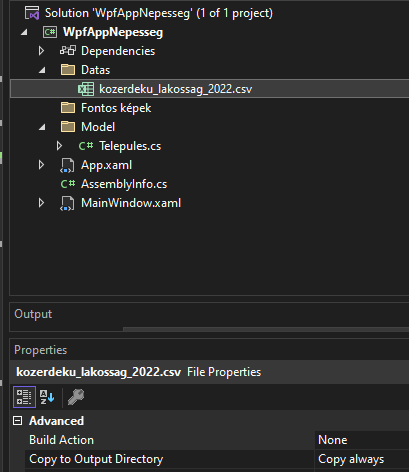 Solution 'WpfAppNepesseg' (1 of 1 project)
C# WpfAppNepesseg
Dependencies
Datas
kozerdeku_lakossag_2022.csv
Fontos képek
Model
C# Telepules.cs
App.xaml
C# AssemblyInfo.cs
MainWindow.xaml
Output
Properties
kozerdeku_lakossag_2022.csv File Properties
Advanced
Build Action None
Copy to Output Directory Copy always